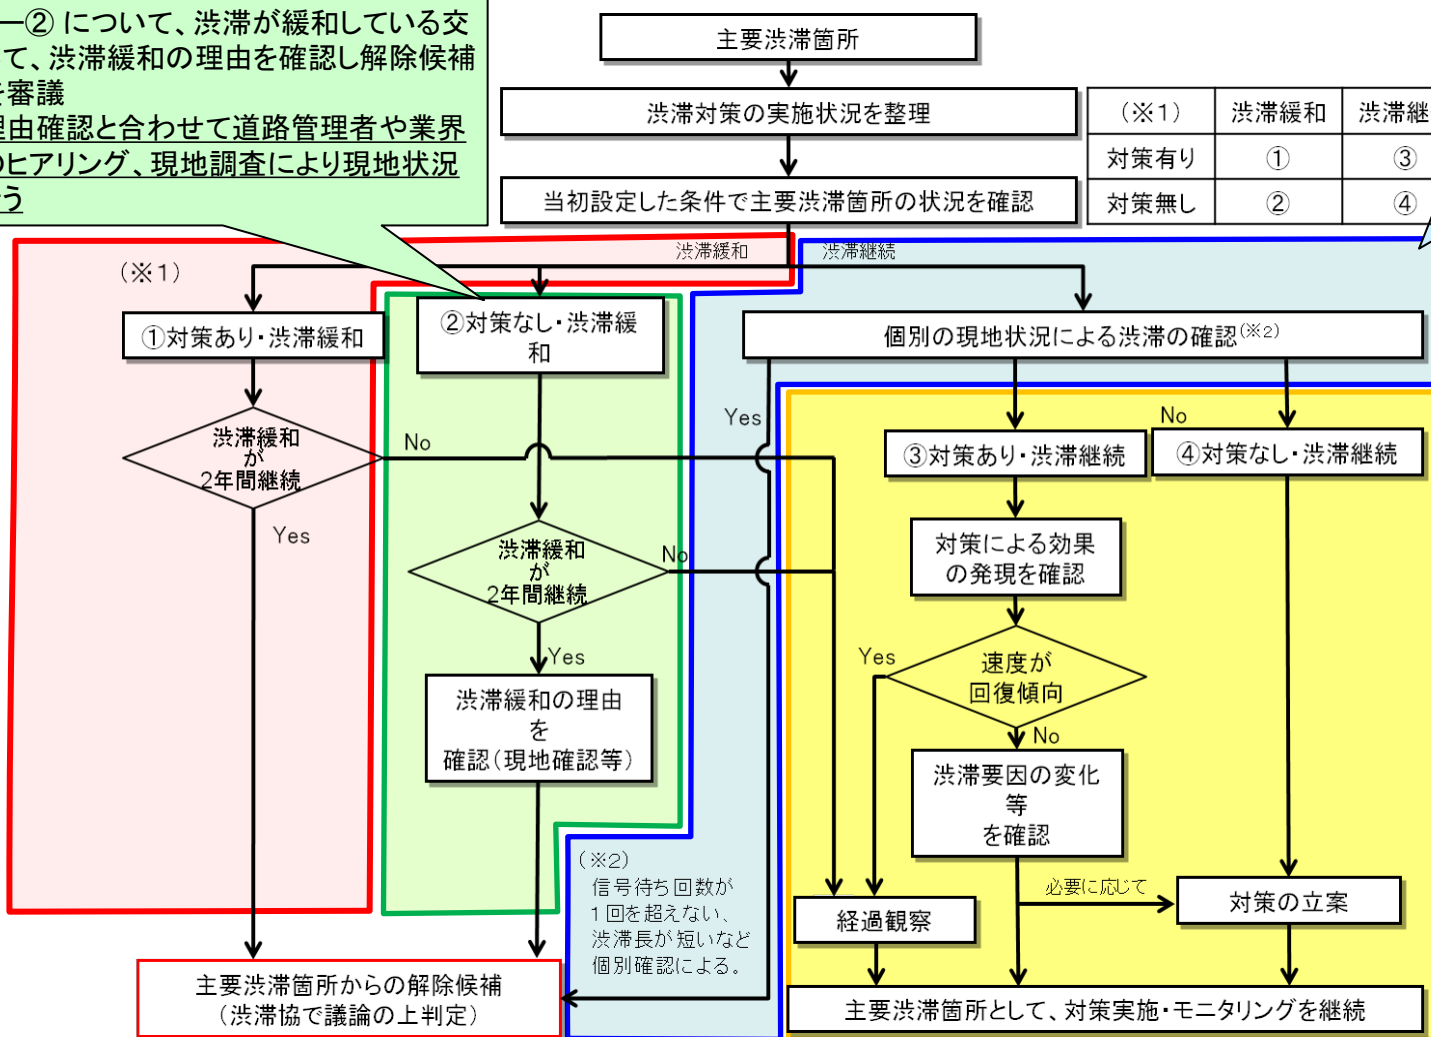 ー② について、渋滞が緩和している交
て、渋滞緩和の理由を確認し解除候補
審議
理由確認と合わせて道路管理者や業界
のヒアリング、現地調査により現地状況
う
主要渋滞箇所
渋滞対策の実施状況を整理
当初設定した条件で主要渋滞箇所の状況を確認
(※1) 渋滞緩和 渋滞継
対策有り ① ③
対策無し ② ④
渋滞緩和 渋滞継続
(※1)
①対策あり・渋滞緩和
②対策なし・渋滞緩
和
個別の現地状況による渋滞の確認(※2)
渋滞緩和
が
2年間継続
No
Yes
渋滞緩和
が
2年間継続
No
Yes
渋滞緩和の理由
を
確認(現地確認等)
Yes
No
③対策あり・渋滞継続
④対策なし・渋滞継続
対策による効果
の発現を確認
速度が
回復傾向
Yes
No
渋滞要因の変化
等
を確認
必要に応じて
対策の立案
経過観察
(※2)
信号待ち回数が
1回を超えない、
渋滞長が短いなど
個別確認による。
主要渋滞箇所からの解除候補
(渋滞協で議論の上判定)
主要渋滞箇所として、対策実施・モニタリングを継続